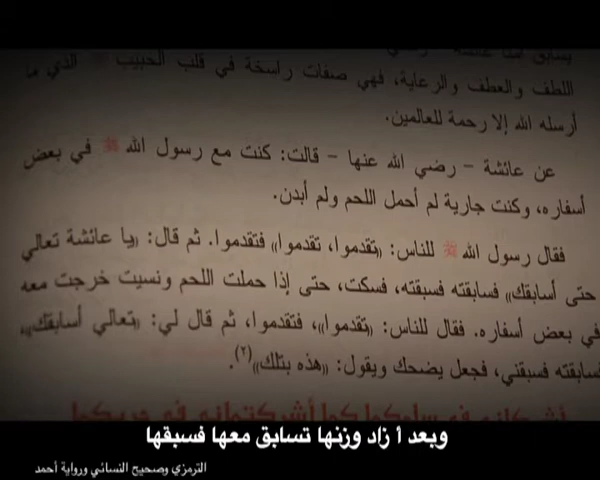 يسابق أمنا عائشة رضي
اللطف والعطف والرعاية، فهي صفات راسخة في قلب الحبيب ﷺ الذي ما
أرسله الله إلا رحمة للعالمين.
عن عائشة - رضي الله عنها - قالت: كنت مع رسول الله ﷺ في بعض
أسفاره، وكنت جارية لم أحمل اللحم ولم أبدن.
فقال رسول الله ﷺ للناس: «تقدموا، تقدموا» فتقدموا. ثم قال: «يا عائشة تعالي
حتى أسابقك» فسابقته فسبقته، فسكت، حتى إذا حملت اللحم ونسيت خرجت معه
في بعض أسفاره. فقال للناس: «تقدموا»، فتقدموا، ثم قال لي: «تعالي أسابقك»،
فسابقته فسبقني، فجعل يضحك ويقول: «هذه بتلك»(٢).
وبعد أ زاد وزنها تسابق معها فسبقها
الترمزي وصحيح النسائي ورواية أحمد